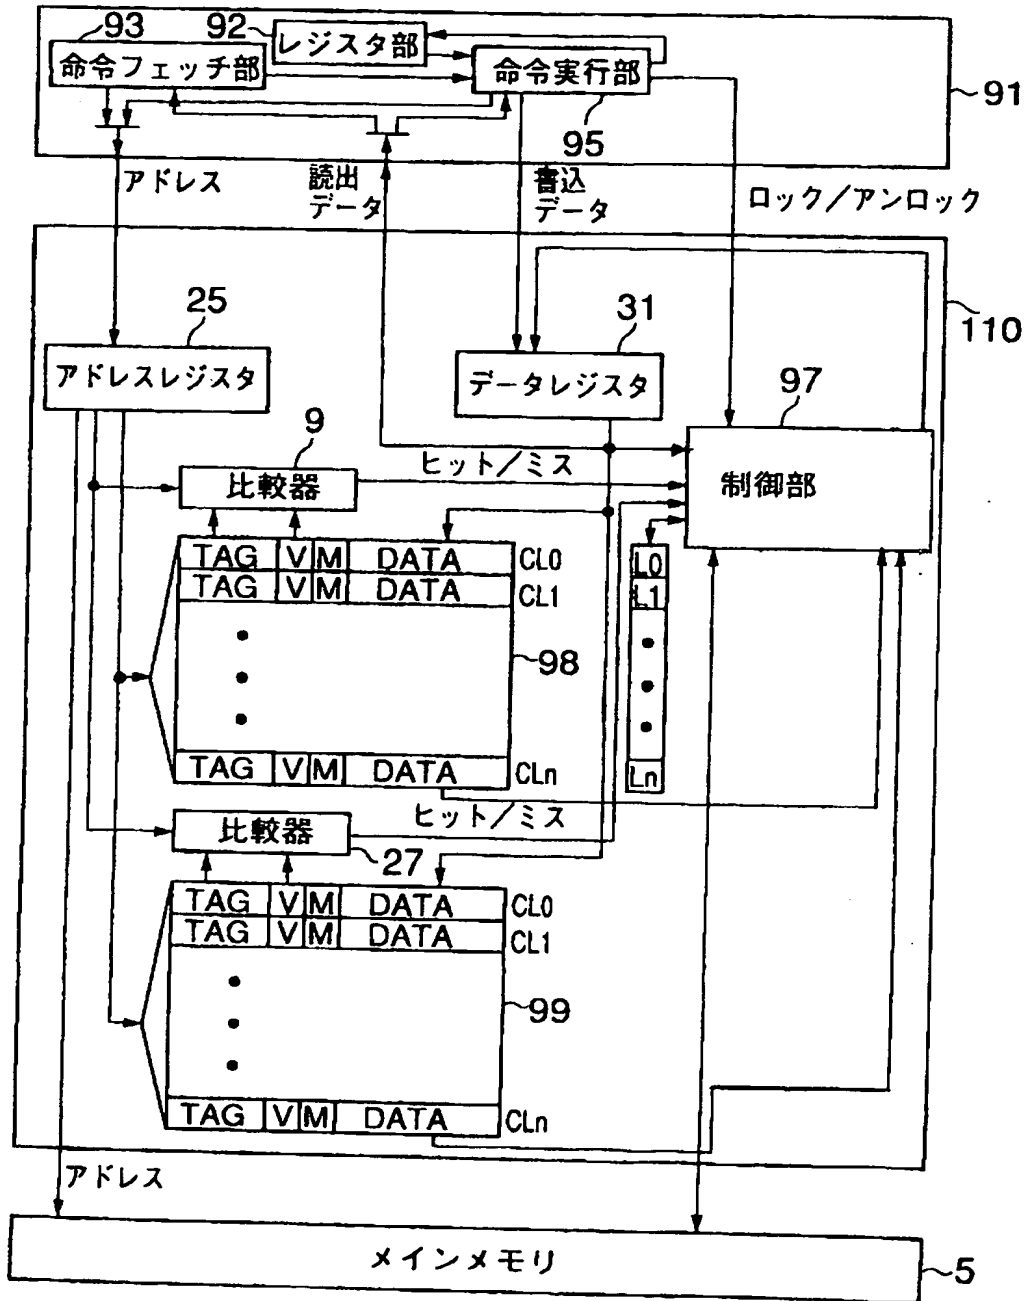 93
92
レジスタ部
命令フェッチ部
命令実行部
91
95
アドレス
読出
データ
書込
データ
ロック/アンロック
25
31
110
アドレスレジスタ
データレジスタ
97
9
ヒット/ミス
比較器
制御部
TAG V M DATA CL0
TAG V M DATA CL1
L0
L1
98
TAG V M DATA CLn
Ln
ヒット/ミス
比較器
27
TAG V M DATA CL0
TAG V M DATA CL1
99
TAG V M DATA CLn
アドレス
メインメモリ
5